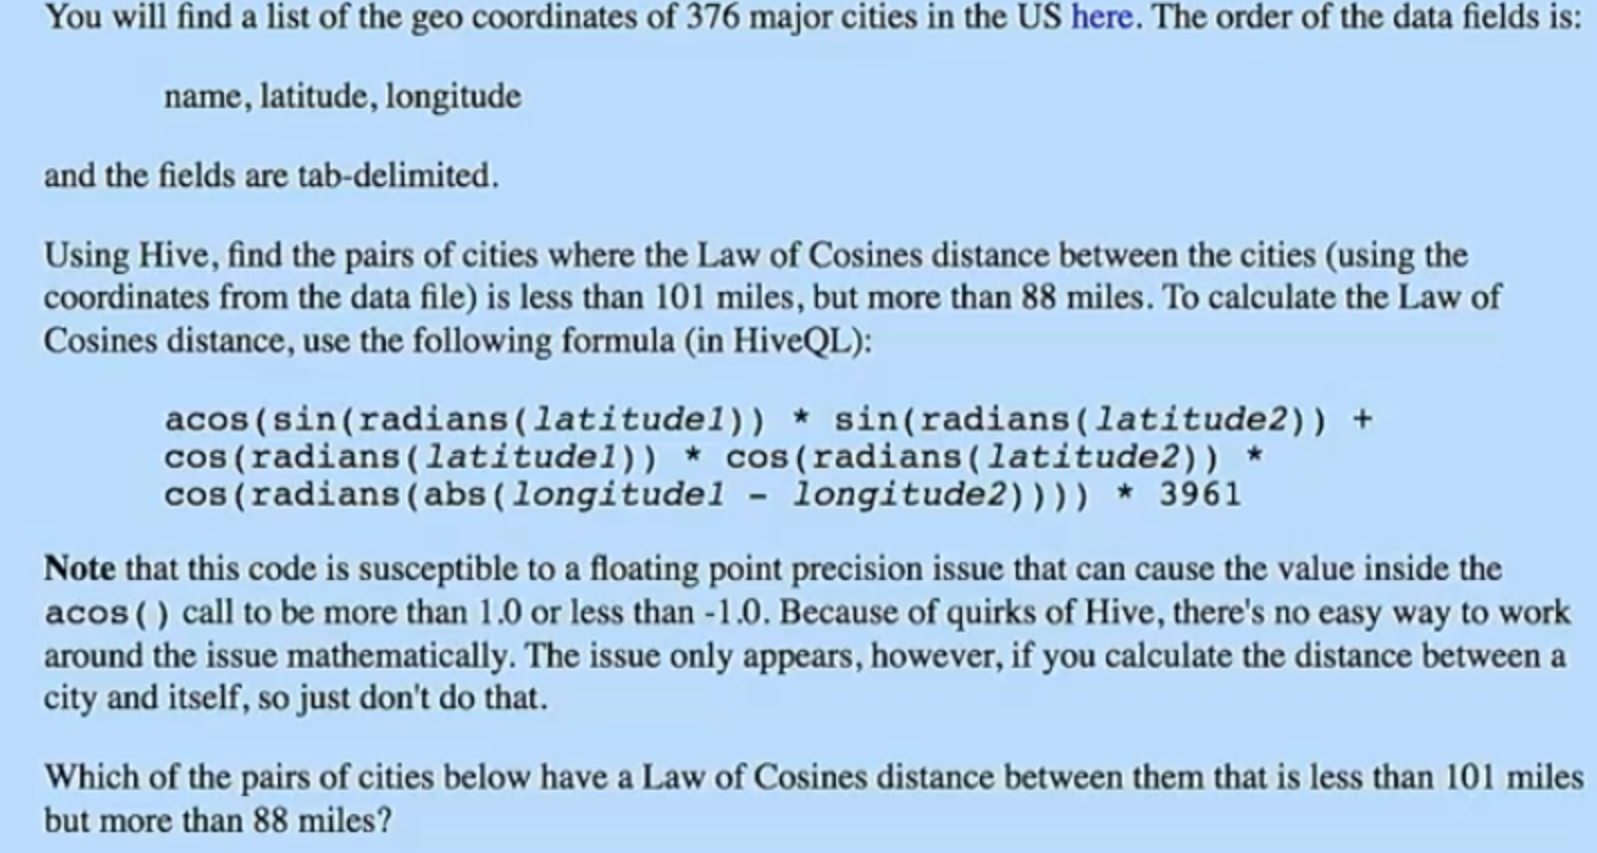 You will find a list of the geo coordinates of 376 major cities in the US here. The order of the data fields is:
name, latitude, longitude
and the fields are tab-delimited.
Using Hive, find the pairs of cities where the Law of Cosines distance between the cities (using the
coordinates from the data file) is less than 101 miles, but more than 88 miles. To calculate the Law of
Cosines distance, use the following formula (in HiveQL):
acos(sin(radians(latitude1)) * sin(radians(latitude2)) +
cos(radians(latitude1)) * cos(radians(latitude2)) *
cos(radians(abs(longitude1 - longitude2)))) * 3961
Note that this code is susceptible to a floating point precision issue that can cause the value inside the
acos() call to be more than 1.0 or less than -1.0. Because of quirks of Hive, there's no easy way to work
around the issue mathematically. The issue only appears, however, if you calculate the distance between a
city and itself, so just don't do that.
Which of the pairs of cities below have a Law of Cosines distance between them that is less than 101 miles
but more than 88 miles?